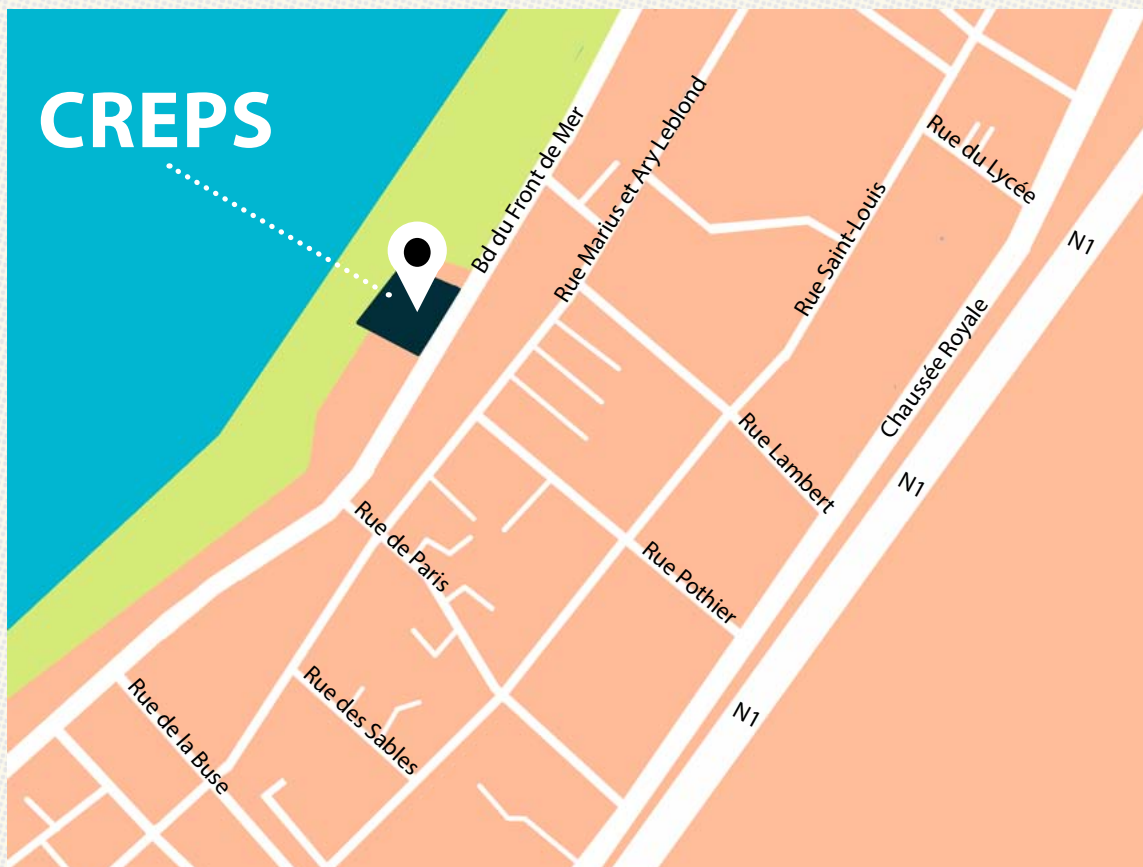 CREPS
Bd du Front de Mer
Rue Marius et Ary Leblond
Rue du Lycée
Rue Saint-Louis
N1
Chaussée Royale
N1
Rue Lambert
Rue de Paris
Rue Pothier
Rue des Sables
Rue de la Buse
N1